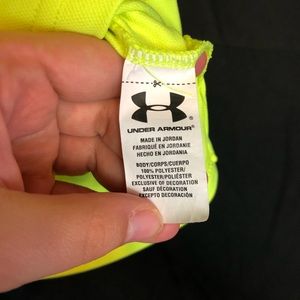 UNDER ARMOUR®
MADE IN JORDAN
FABRIQUÉ EN JORDANIE
HECHO EN JORDANIA
BODY/CORPS/CUERPO
100% POLYESTER/
POLYESTER/POLIÉSTER
EXCLUSIVE OF DECORATION
SAUF DÉCORATION
EXCEPTO DECORACIÓN